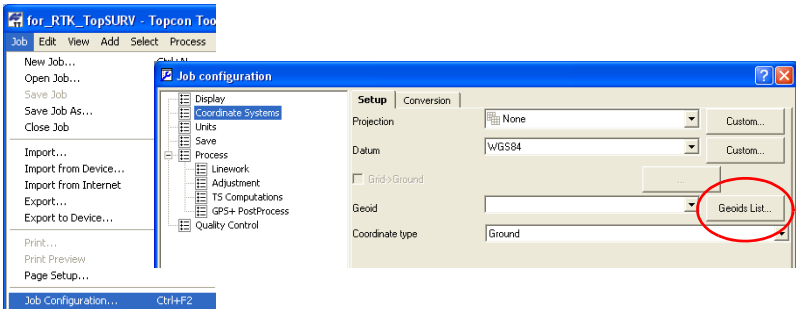 for_RTK_TopSURV - Topcon Too
Job Edit View Add Select Process
New Job...
Open Job...
Save Job
Save Job As...
Close Job
Import...
Import from Device...
Import from Internet
Export...
Export to Device...
Print...
Print Preview
Page Setup...
Job Configuration... Ctrl+F2
Job configuration
Display
Coordinate Systems
Units
Save
Process
Linework
Adjustment
TS Computations
GPS+ PostProcess
Quality Control
Setup Conversion
Projection None Custom...
Datum WGS84 Custom...
Grid->Ground ...
Geoid Geoids List...
Coordinate type Ground